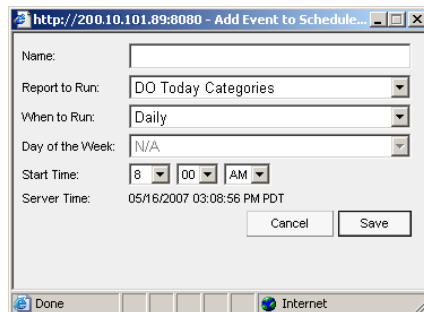 http://200.10.101.89:8080 - Add Event to Schedule...
Name:
Report to Run: DO Today Categories
When to Run: Daily
Day of the Week: N/A
Start Time: 8 00 AM
Server Time: 05/16/2007 03:08:56 PM PDT
Cancel Save
Done Internet